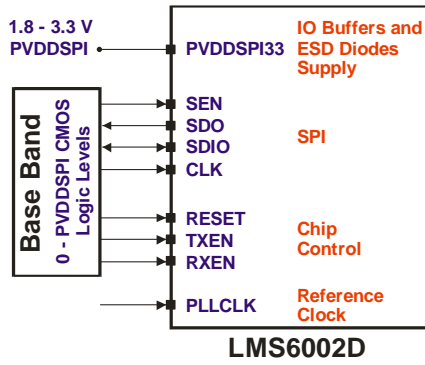 1.8 - 3.3 V
PVDDSPI
PVDDSPI33
IO Buffers and
ESD Diodes
Supply
Base Band
0 - PVDDSPI CMOS
Logic Levels
SEN
SDO
SDIO
CLK
SPI
RESET
TXEN
RXEN
Chip
Control
PLLCLK
Reference
Clock
LMS6002D